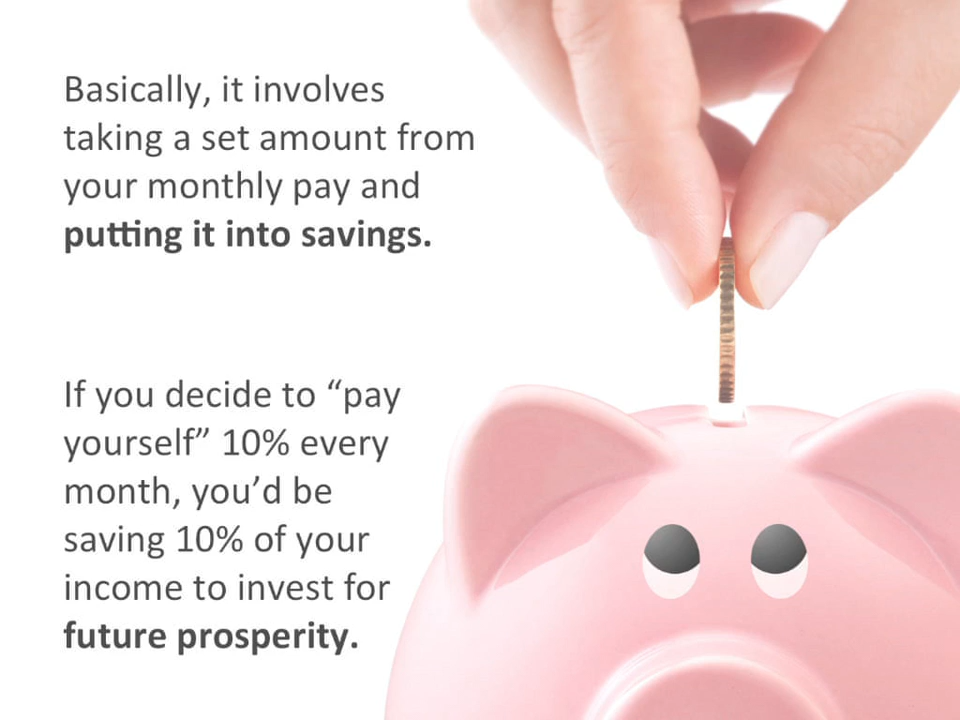 Basically, it involves
taking a set amount from
your monthly pay and
putting it into savings.
If you decide to “pay
yourself” 10% every
month, you’d be
saving 10% of your
income to invest for
future prosperity.